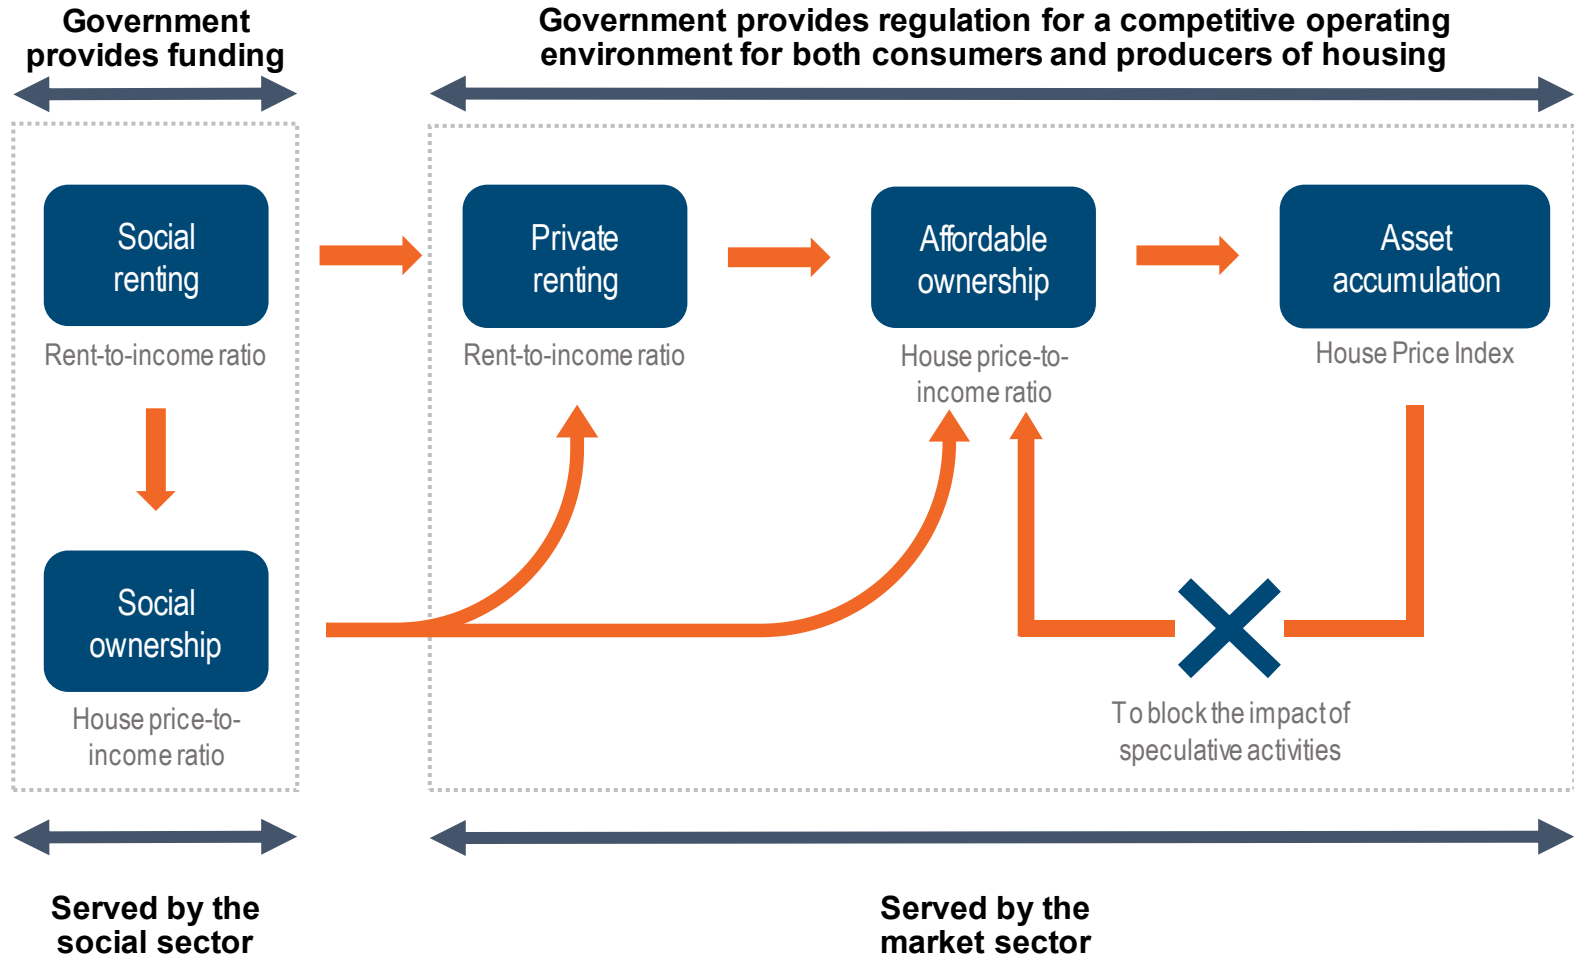 Government
provides funding
Government provides regulation for a competitive operating
environment for both consumers and producers of housing
Social
renting
Rent-to-income ratio
Private
renting
Rent-to-income ratio
Affordable
ownership
House price-to-
income ratio
Asset
accumulation
House Price Index
Social
ownership
House price-to-
income ratio
To block the impact of
speculative activities
Served by the
social sector
Served by the
market sector